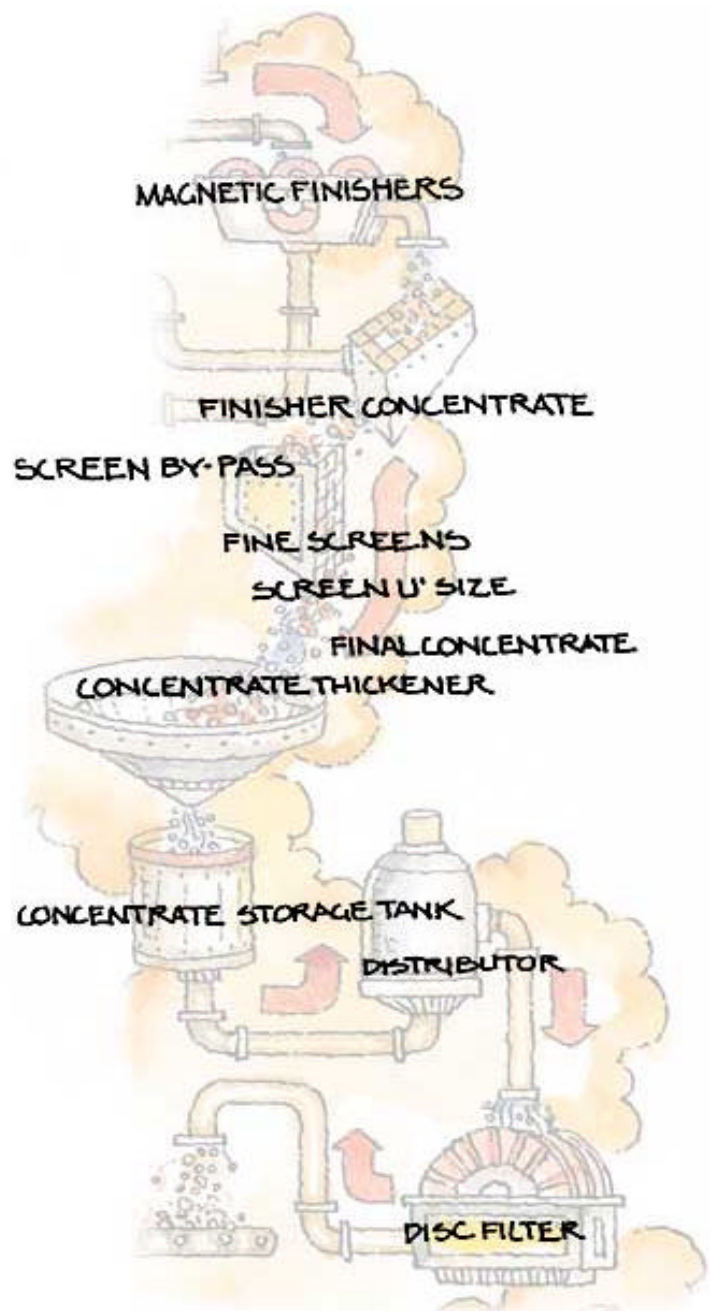 MAGNETIC FINISHERS
FINISHER CONCENTRATE
SCREEN BY-PASS
FINE SCREENS
SCREEN U' SIZE
FINAL CONCENTRATE
CONCENTRATE THICKENER
CONCENTRATE STORAGE TANK
DISTRIBUTOR
DISC FILTER